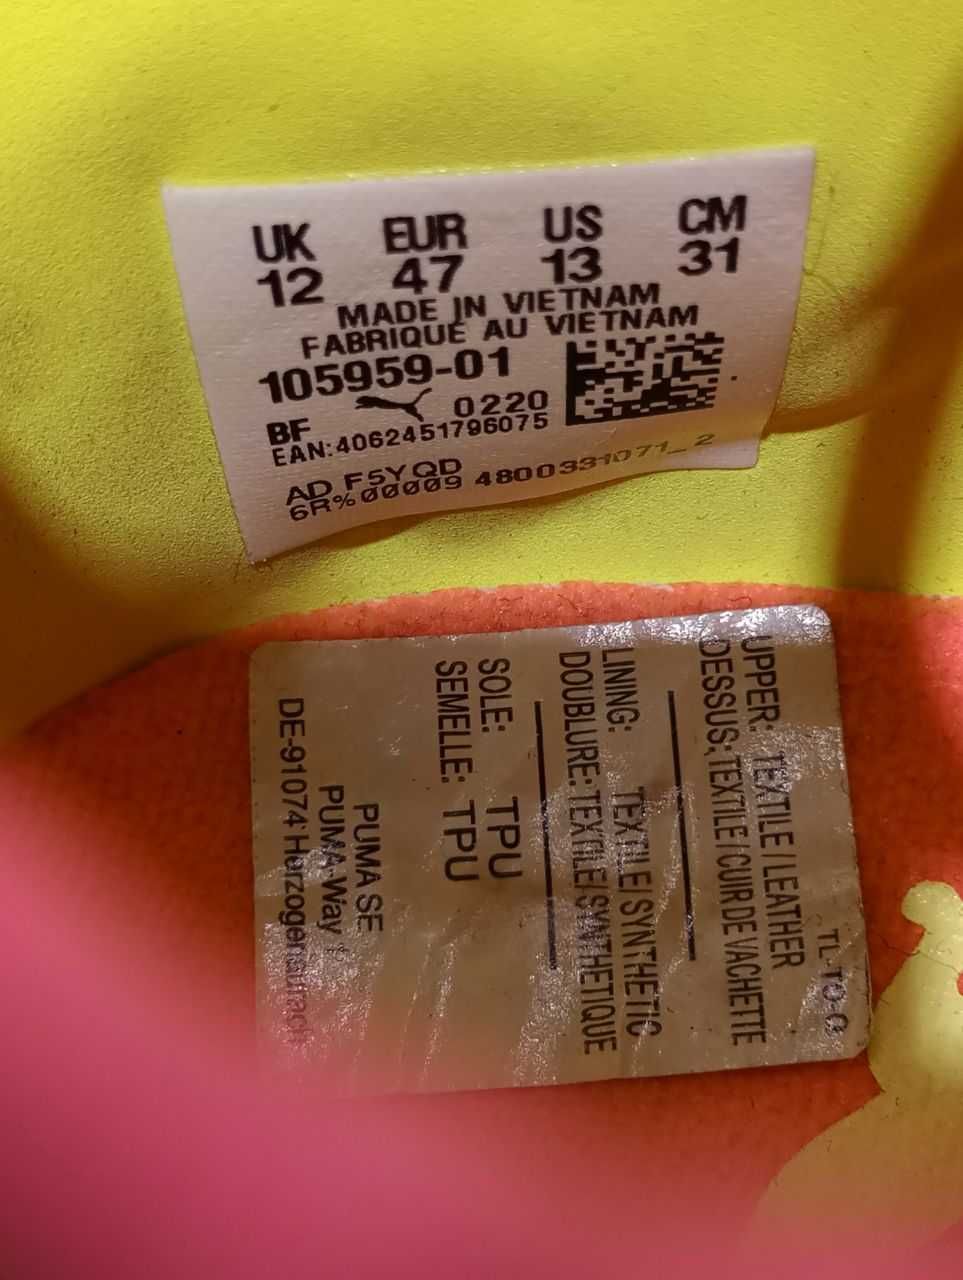 UK EUR US CM
12 47 13 31
MADE IN VIETNAM
FABRIQUÉ AU VIETNAM
105959-01
BF 0220
EAN:4062451796075
AD F5YQD
6R%00009 4800331071_2
UPPER: TEXTILE/LEATHER
DESSUS: TEXTILE/CUIR DE VACHETTE
LINING: TEXTILE/SYNTHETIC
DOUBLURE: TEXTILE/SYNTHETIQUE
SOLE: TPU
SEMELLE: TPU
PUMA SE
PUMA Way
DE-91074 Herzogenaurach